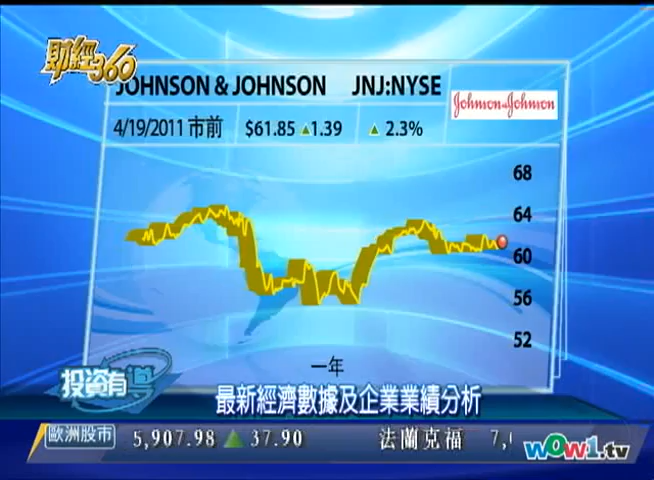 財經360
JOHNSON & JOHNSON JNJ:NYSE
Johnson & Johnson
4/19/2011 市前 $61.85 ▲1.39 ▲ 2.3%
68
64
60
56
52
一年
投資有道
最新經濟數據及企業業績分析
歐洲股市 5,907.98 ▲ 37.90 法蘭克福 7,
wow1.tv